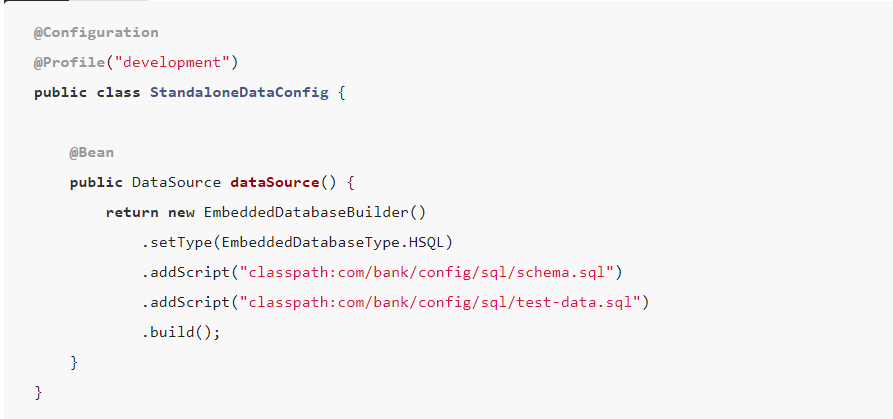 @Configuration
@Profile("development")
public class StandaloneDataConfig {
@Bean
public DataSource dataSource() {
return new EmbeddedDatabaseBuilder()
.setType(EmbeddedDatabaseType.HSQL)
.addScript("classpath:com/bank/config/sql/schema.sql")
.addScript("classpath:com/bank/config/sql/test-data.sql")
.build();
}
}